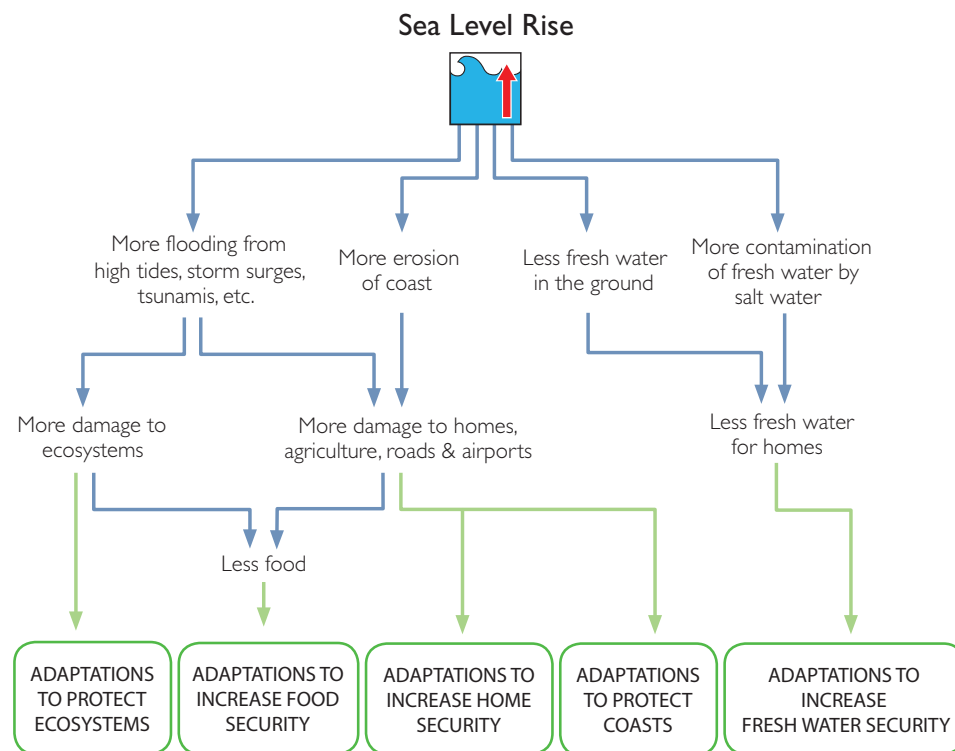 Sea Level Rise
More flooding from
high tides, storm surges,
tsunamis, etc.
More erosion
of coast
Less fresh water
in the ground
More contamination
of fresh water by
salt water
More damage to
ecosystems
More damage to homes,
agriculture, roads & airports
Less fresh water
for homes
Less food
ADAPTATIONS
TO PROTECT
ECOSYSTEMS
ADAPTATIONS TO
INCREASE FOOD
SECURITY
ADAPTATIONS TO
INCREASE HOME
SECURITY
ADAPTATIONS
TO PROTECT
COASTS
ADAPTATIONS TO
INCREASE
FRESH WATER SECURITY